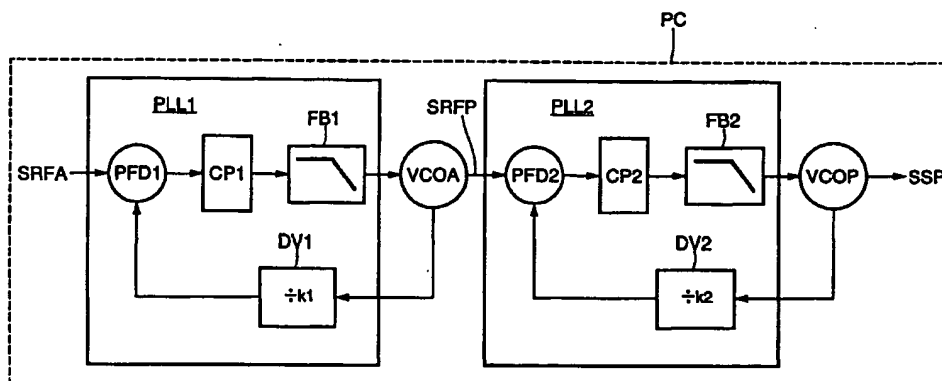 PC
PLL1
FB1
SRFP
PLL2
FB2
SRFA
PFD1
CP1
VCOA
PFD2
CP2
VCOP
SSP
DV1
÷k1
DV2
÷k2